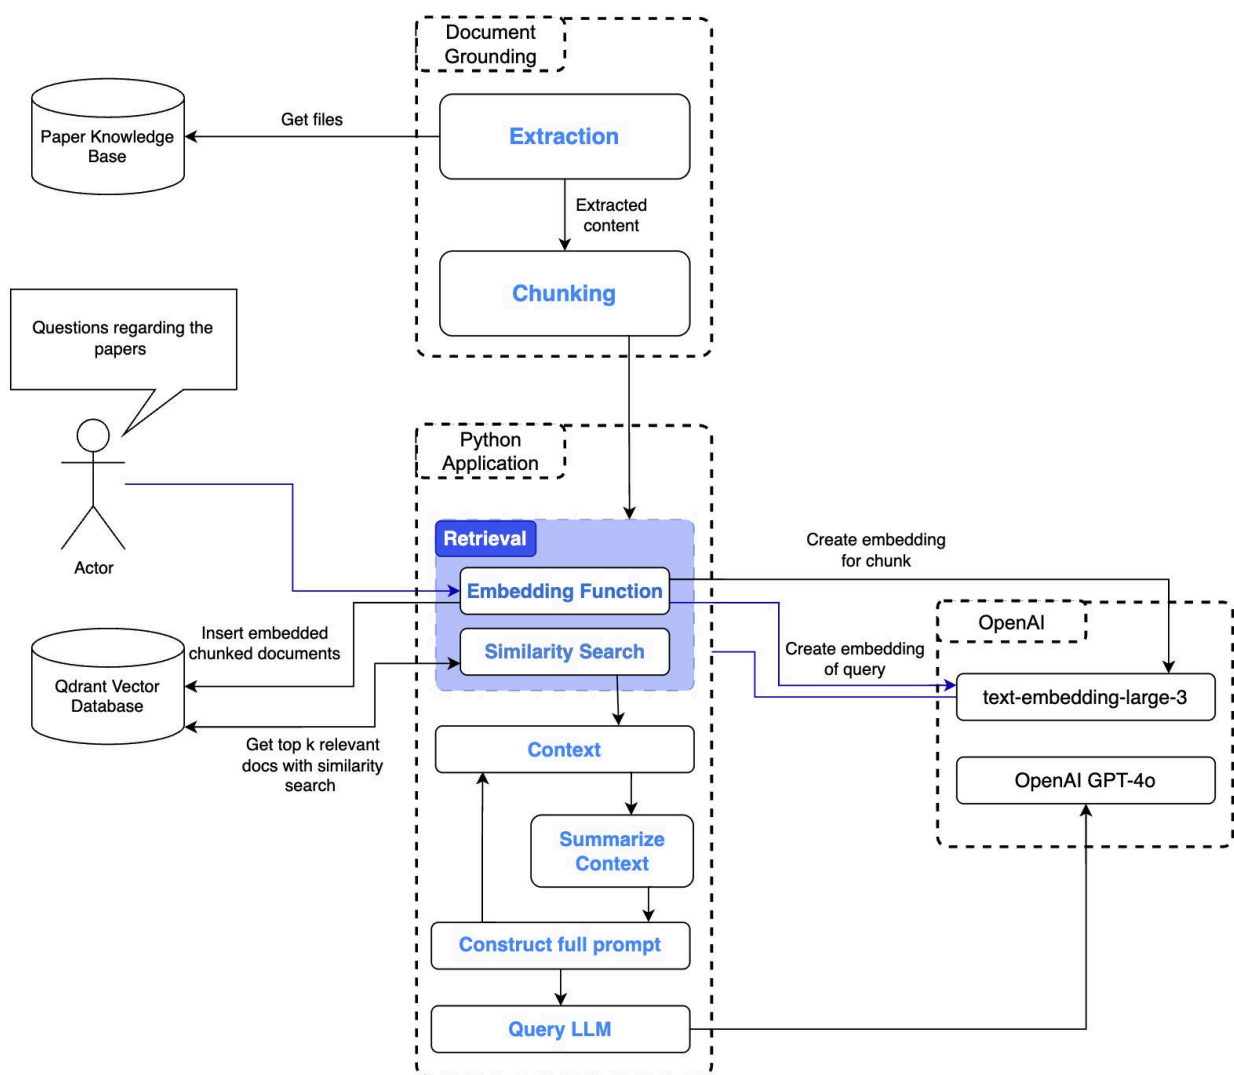 Document
Grounding
Paper Knowledge
Base
Get files
Extraction
Extracted
content
Chunking
Questions regarding the
papers
Actor
Python
Application
Retrieval
Embedding Function
Similarity Search
Create embedding
for chunk
Create embedding
of query
OpenAI
text-embedding-large-3
OpenAI GPT-4o
Insert embedded
chunked documents
Qdrant Vector
Database
Get top k relevant
docs with similarity
search
Context
Summarize
Context
Construct full prompt
Query LLM